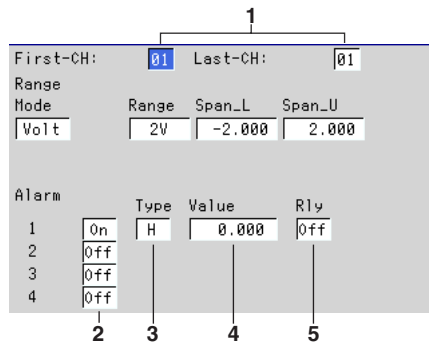 1
First-CH: 01 Last-CH: 01
Range
Mode Range Span_L Span_U
Volt 2V -2.000 2.000
Alarm
Type Value Rly
1 On H 0.000 Off
2 Off
3 Off
4 Off
2 3 4 5